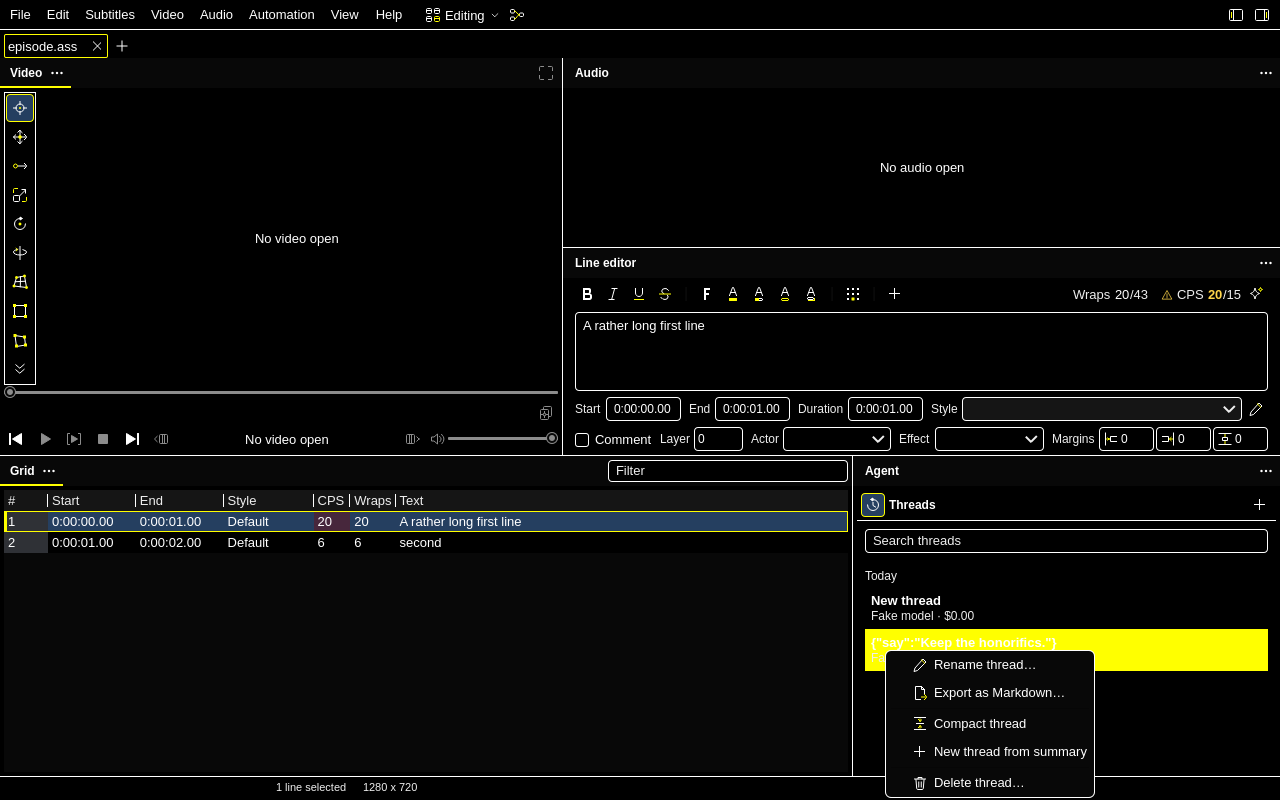 File Edit Subtitles Video Audio Automation View Help Editing
episode.ass
Video
Audio
No video open
No audio open
Line editor
B I U S F A A A A
Wraps 20/43 CPS 20/15
A rather long first line
Start 0:00:00.00 End 0:00:01.00 Duration 0:00:01.00 Style
Comment Layer 0 Actor Effect Margins 0 0 0
No video open
Grid
Filter
# Start End Style CPS Wraps Text
1 0:00:00.00 0:00:01.00 Default 20 20 A rather long first line
2 0:00:01.00 0:00:02.00 Default 6 6 second
Agent
Threads
Search threads
Today
New thread
Fake model · $0.00
{"say":"Keep the honorifics."}
Rename thread…
Export as Markdown…
Compact thread
New thread from summary
Delete thread…
1 line selected 1280 x 720